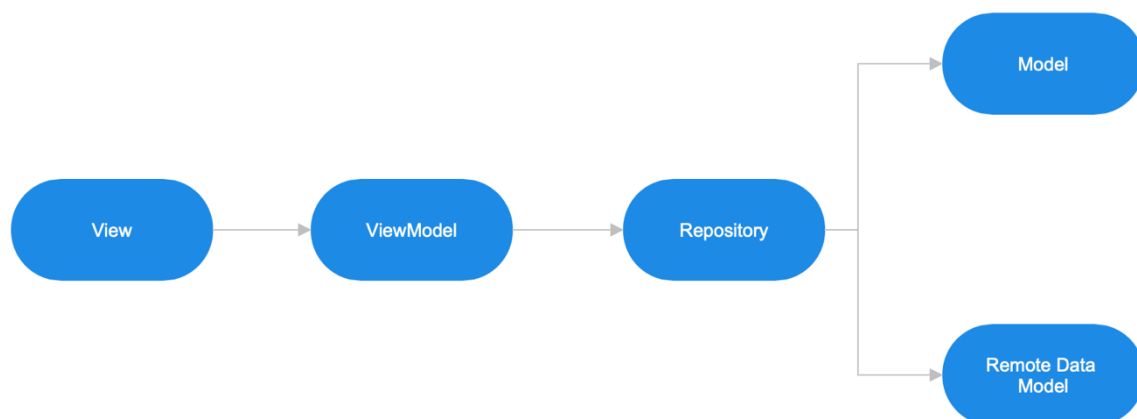 Model
View
ViewModel
Repository
Remote Data
Model